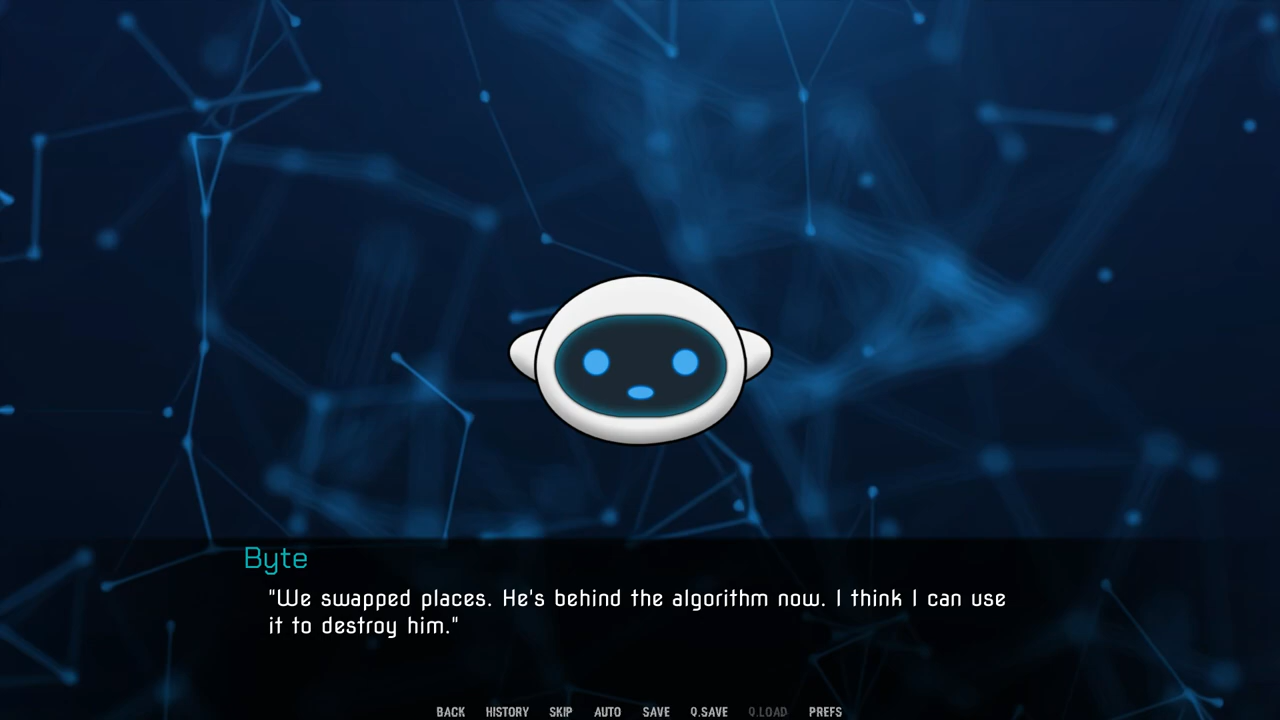 Byte
"We swapped places. He's behind the algorithm now. I think I can use
it to destroy him."
BACK HISTORY SKIP AUTO SAVE Q.SAVE Q.LOAD PREFS